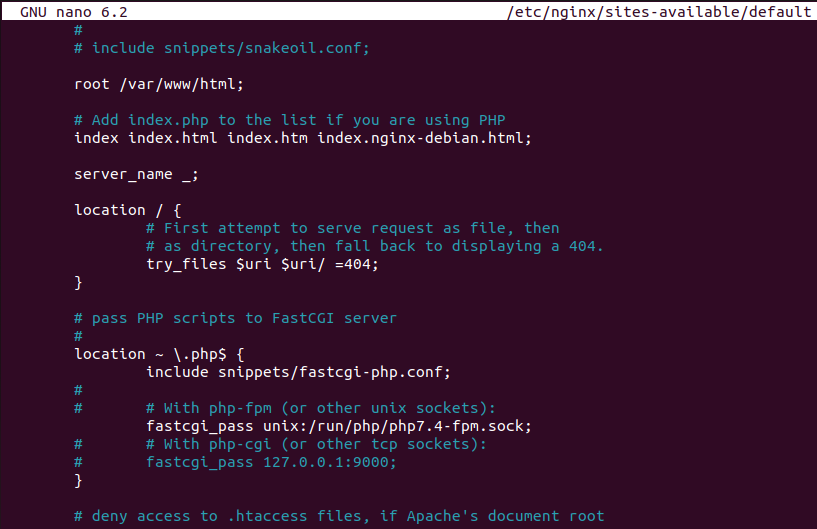 GNU nano 6.2 /etc/nginx/sites-available/default
#
# include snippets/snakeoil.conf;
root /var/www/html;
# Add index.php to the list if you are using PHP
index index.html index.htm index.nginx-debian.html;
server_name _;
location / {
# First attempt to serve request as file, then
# as directory, then fall back to displaying a 404.
try_files $uri $uri/ =404;
}
# pass PHP scripts to FastCGI server
#
location ~ \.php$ {
include snippets/fastcgi-php.conf;
#
# # With php-fpm (or other unix sockets):
fastcgi_pass unix:/run/php/php7.4-fpm.sock;
# # With php-cgi (or other tcp sockets):
# fastcgi_pass 127.0.0.1:9000;
}
# deny access to .htaccess files, if Apache's document root